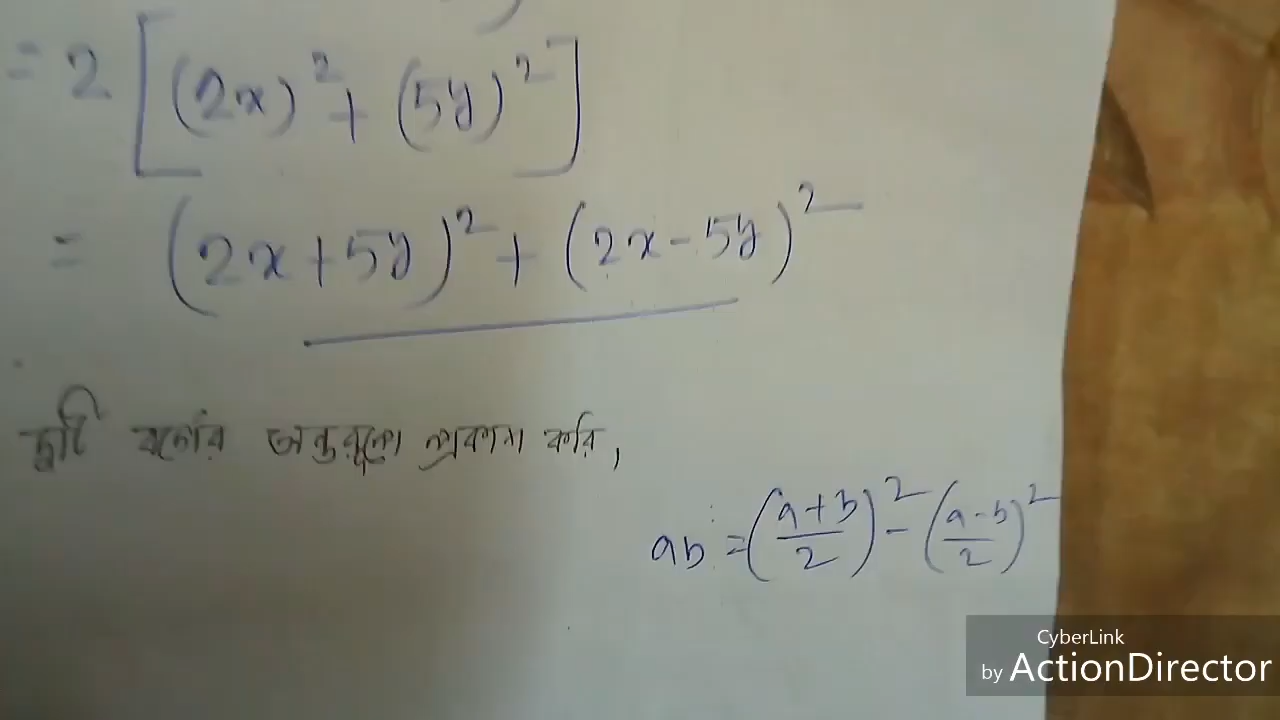 = 2 [(2x)² + (5y)²]
= (2x + 5y)² + (2x - 5y)²
দুটি বর্গের অন্তরূপে প্রকাশ করি,
ab = ((a+b)/2)² - ((a-b)/2)²
CyberLink
by ActionDirector